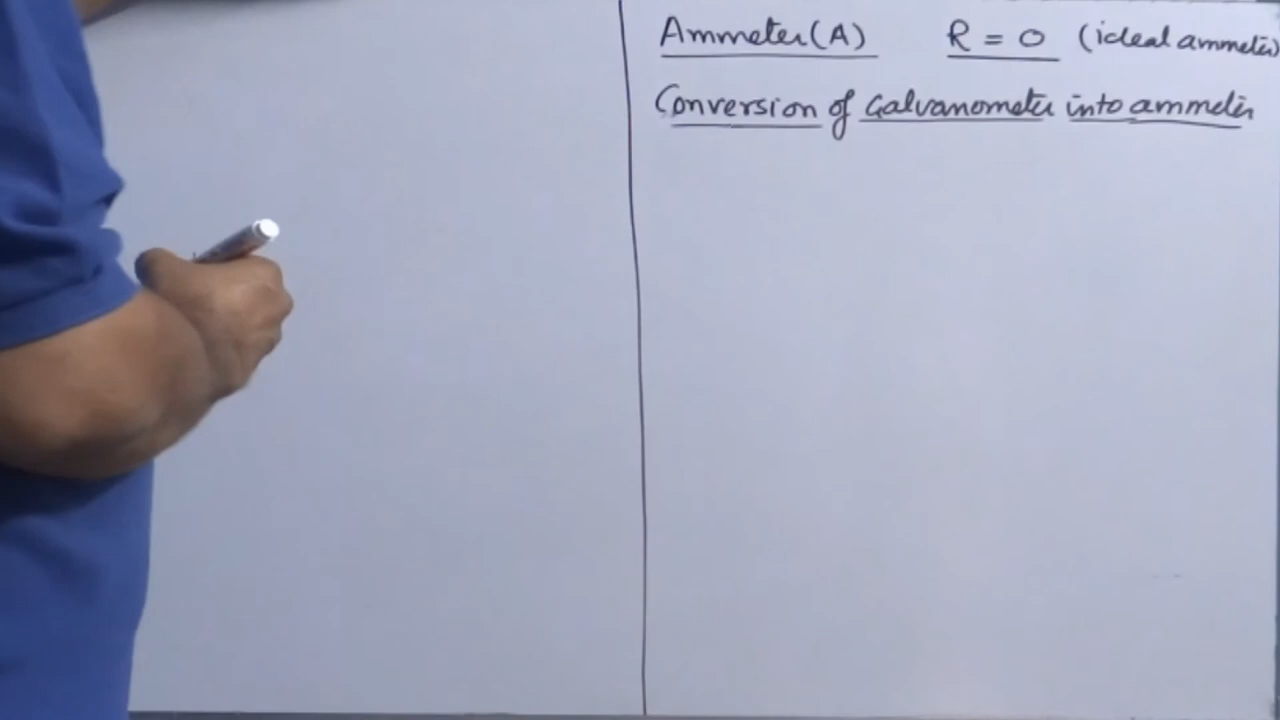 Ammeter (A) R = 0 (ideal ammeter)
Conversion of Galvanometer into ammeter